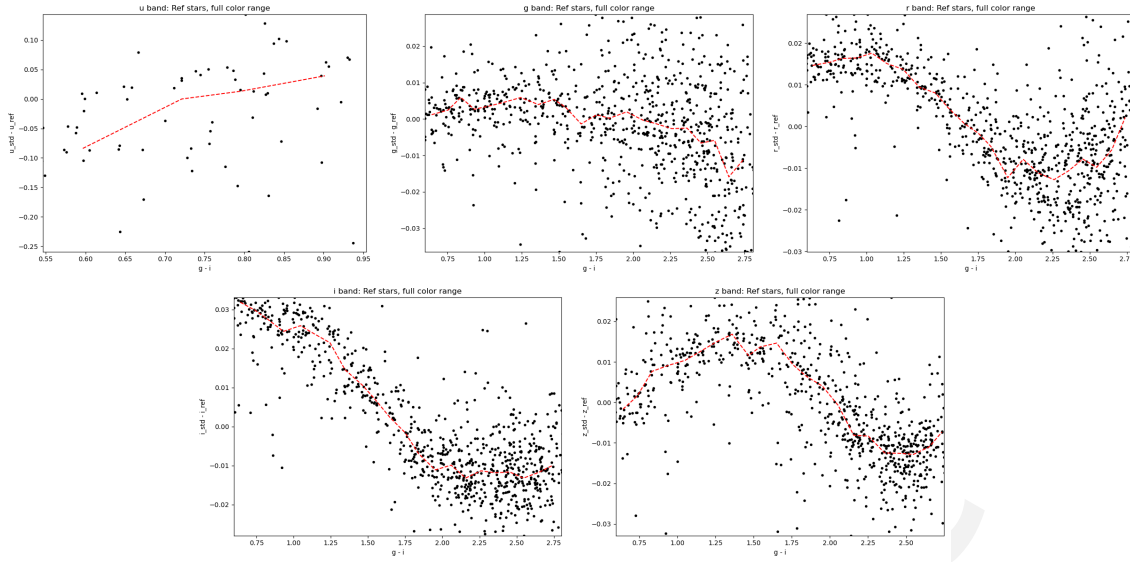 u band: Ref stars, full color range
u_std - u_ref
0.10
0.05
0.00
−0.05
−0.10
−0.15
−0.20
−0.25
0.55 0.60 0.65 0.70 0.75 0.80 0.85 0.90 0.95
g - i
g band: Ref stars, full color range
g_std - g_ref
0.02
0.01
0.00
−0.01
−0.02
−0.03
0.75 1.00 1.25 1.50 1.75 2.00 2.25 2.50 2.75
g - i
r band: Ref stars, full color range
r_std - r_ref
0.02
0.01
0.00
−0.01
−0.02
−0.03
0.75 1.00 1.25 1.50 1.75 2.00 2.25 2.50 2.75
g - i
i band: Ref stars, full color range
i_std - i_ref
0.03
0.02
0.01
0.00
−0.01
−0.02
0.75 1.00 1.25 1.50 1.75 2.00 2.25 2.50 2.75
g - i
z band: Ref stars, full color range
z_std - z_ref
0.02
0.01
0.00
−0.01
−0.02
−0.03
0.75 1.00 1.25 1.50 1.75 2.00 2.25 2.50
g - i